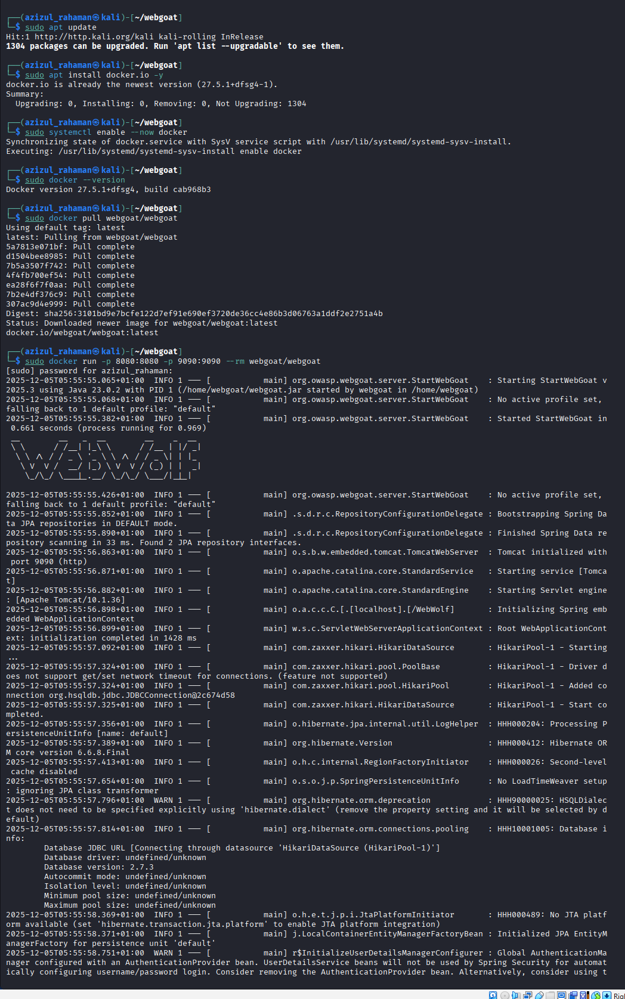 ┌──(azizul_rahaman㉿kali)-[~/webgoat]
└─$ sudo apt update
Hit:1 http://http.kali.org/kali kali-rolling InRelease
1304 packages can be upgraded. Run 'apt list --upgradable' to see them.
┌──(azizul_rahaman㉿kali)-[~/webgoat]
└─$ sudo apt install docker.io -y
docker.io is already the newest version (27.5.1+dfsg4-1).
Summary:
  Upgrading: 0, Installing: 0, Removing: 0, Not Upgrading: 1304
┌──(azizul_rahaman㉿kali)-[~/webgoat]
└─$ sudo systemctl enable --now docker
Synchronizing state of docker.service with SysV service script with /usr/lib/systemd/systemd-sysv-install.
Executing: /usr/lib/systemd/systemd-sysv-install enable docker
┌──(azizul_rahaman㉿kali)-[~/webgoat]
└─$ sudo docker --version
Docker version 27.5.1+dfsg4, build cab968b3
┌──(azizul_rahaman㉿kali)-[~/webgoat]
└─$ sudo docker pull webgoat/webgoat
Using default tag: latest
latest: Pulling from webgoat/webgoat
5a7813e071bf: Pull complete
d1504bee8985: Pull complete
7b5a3507f742: Pull complete
4f4fb700ef54: Pull complete
ea28f6f7f0aa: Pull complete
7b2e4df376c9: Pull complete
307ac9d4e999: Pull complete
Digest: sha256:3101bd9e7bcfe122d7ef91e690ef3720de36cc4e86b3d06763a1ddf2e2751a4b
Status: Downloaded newer image for webgoat/webgoat:latest
docker.io/webgoat/webgoat:latest
┌──(azizul_rahaman㉿kali)-[~/webgoat]
└─$ sudo docker run -p 8080:8080 -p 9090:9090 --rm webgoat/webgoat
[sudo] password for azizul_rahaman:
2025-12-05T05:55:55.065+01:00  INFO 1 --- [           main] org.owasp.webgoat.server.StartWebGoat    : Starting StartWebGoat v
2025.3 using Java 23.0.2 with PID 1 (/home/webgoat/webgoat.jar started by webgoat in /home/webgoat)
2025-12-05T05:55:55.068+01:00  INFO 1 --- [           main] org.owasp.webgoat.server.StartWebGoat    : No active profile set,
falling back to 1 default profile: "default"
2025-12-05T05:55:55.382+01:00  INFO 1 --- [           main] org.owasp.webgoat.server.StartWebGoat    : Started StartWebGoat in
 0.661 seconds (process running for 0.969)
WebWolf
2025-12-05T05:55:55.426+01:00  INFO 1 --- [           main] org.owasp.webgoat.server.StartWebGoat    : No active profile set,
falling back to 1 default profile: "default"
2025-12-05T05:55:55.852+01:00  INFO 1 --- [           main] .s.d.r.c.RepositoryConfigurationDelegate : Bootstrapping Spring Da
ta JPA repositories in DEFAULT mode.
2025-12-05T05:55:55.890+01:00  INFO 1 --- [           main] .s.d.r.c.RepositoryConfigurationDelegate : Finished Spring Data re
pository scanning in 33 ms. Found 2 JPA repository interfaces.
2025-12-05T05:55:56.863+01:00  INFO 1 --- [           main] o.s.b.w.embedded.tomcat.TomcatWebServer  : Tomcat initialized with
 port 9090 (http)
2025-12-05T05:55:56.871+01:00  INFO 1 --- [           main] o.apache.catalina.core.StandardService   : Starting service [Tomca
t]
2025-12-05T05:55:56.882+01:00  INFO 1 --- [           main] o.apache.catalina.core.StandardEngine    : Starting Servlet engine
: [Apache Tomcat/10.1.36]
2025-12-05T05:55:56.898+01:00  INFO 1 --- [           main] o.a.c.c.C.[.[localhost].[/WebWolf]       : Initializing Spring emb
edded WebApplicationContext
2025-12-05T05:55:56.899+01:00  INFO 1 --- [           main] w.s.c.ServletWebServerApplicationContext : Root WebApplicationCont
ext: initialization completed in 1428 ms
2025-12-05T05:55:57.092+01:00  INFO 1 --- [           main] com.zaxxer.hikari.HikariDataSource       : HikariPool-1 - Starting
...
2025-12-05T05:55:57.324+01:00  INFO 1 --- [           main] com.zaxxer.hikari.pool.PoolBase          : HikariPool-1 - Driver d
oes not support get/set network timeout for connections. (feature not supported)
2025-12-05T05:55:57.324+01:00  INFO 1 --- [           main] com.zaxxer.hikari.pool.HikariPool        : HikariPool-1 - Added co
nnection org.hsqldb.jdbc.JDBCConnection@2c674d58
2025-12-05T05:55:57.325+01:00  INFO 1 --- [           main] com.zaxxer.hikari.HikariDataSource       : HikariPool-1 - Start co
mpleted.
2025-12-05T05:55:57.356+01:00  INFO 1 --- [           main] o.hibernate.jpa.internal.util.LogHelper  : HHH000204: Processing P
ersistenceUnitInfo [name: default]
2025-12-05T05:55:57.389+01:00  INFO 1 --- [           main] org.hibernate.Version                    : HHH000412: Hibernate OR
M core version 6.6.8.Final
2025-12-05T05:55:57.413+01:00  INFO 1 --- [           main] o.h.c.internal.RegionFactoryInitiator    : HHH000026: Second-level
 cache disabled
2025-12-05T05:55:57.654+01:00  INFO 1 --- [           main] o.s.o.j.p.SpringPersistenceUnitInfo      : No LoadTimeWeaver setup
: ignoring JPA class transformer
2025-12-05T05:55:57.796+01:00  WARN 1 --- [           main] org.hibernate.orm.deprecation            : HHH90000025: HSQLDialec
t does not need to be specified explicitly using 'hibernate.dialect' (remove the property setting and it will be selected by d
efault)
2025-12-05T05:55:57.814+01:00  INFO 1 --- [           main] org.hibernate.orm.connections.pooling    : HHH10001005: Database i
nfo:
        Database JDBC URL [Connecting through datasource 'HikariDataSource (HikariPool-1)']
        Database driver: undefined/unknown
        Database version: 2.7.3
        Autocommit mode: undefined/unknown
        Isolation level: undefined/unknown
        Minimum pool size: undefined/unknown
        Maximum pool size: undefined/unknown
2025-12-05T05:55:58.369+01:00  INFO 1 --- [           main] o.h.e.t.j.p.i.JtaPlatformInitiator       : HHH000489: No JTA platf
orm available (set 'hibernate.transaction.jta.platform' to enable JTA platform integration)
2025-12-05T05:55:58.371+01:00  INFO 1 --- [           main] j.LocalContainerEntityManagerFactoryBean : Initialized JPA EntityM
anagerFactory for persistence unit 'default'
2025-12-05T05:55:58.751+01:00  WARN 1 --- [           main] r$InitializeUserDetailsManagerConfigurer : Global AuthenticationMa
nager configured with an AuthenticationProvider bean. UserDetailsService beans will not be used by Spring Security for automat
ically configuring username/password login. Consider removing the AuthenticationProvider bean. Alternatively, consider using t